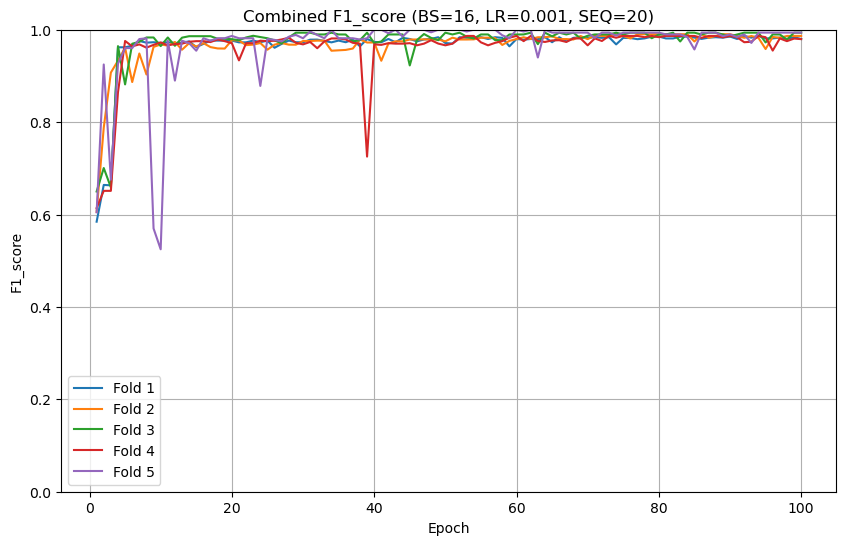 Combined F1_score (BS=16, LR=0.001, SEQ=20)
1.0
0.8
0.6
0.4
0.2
0.0
F1_score
Fold 1
Fold 2
Fold 3
Fold 4
Fold 5
0 20 40 60 80 100
Epoch